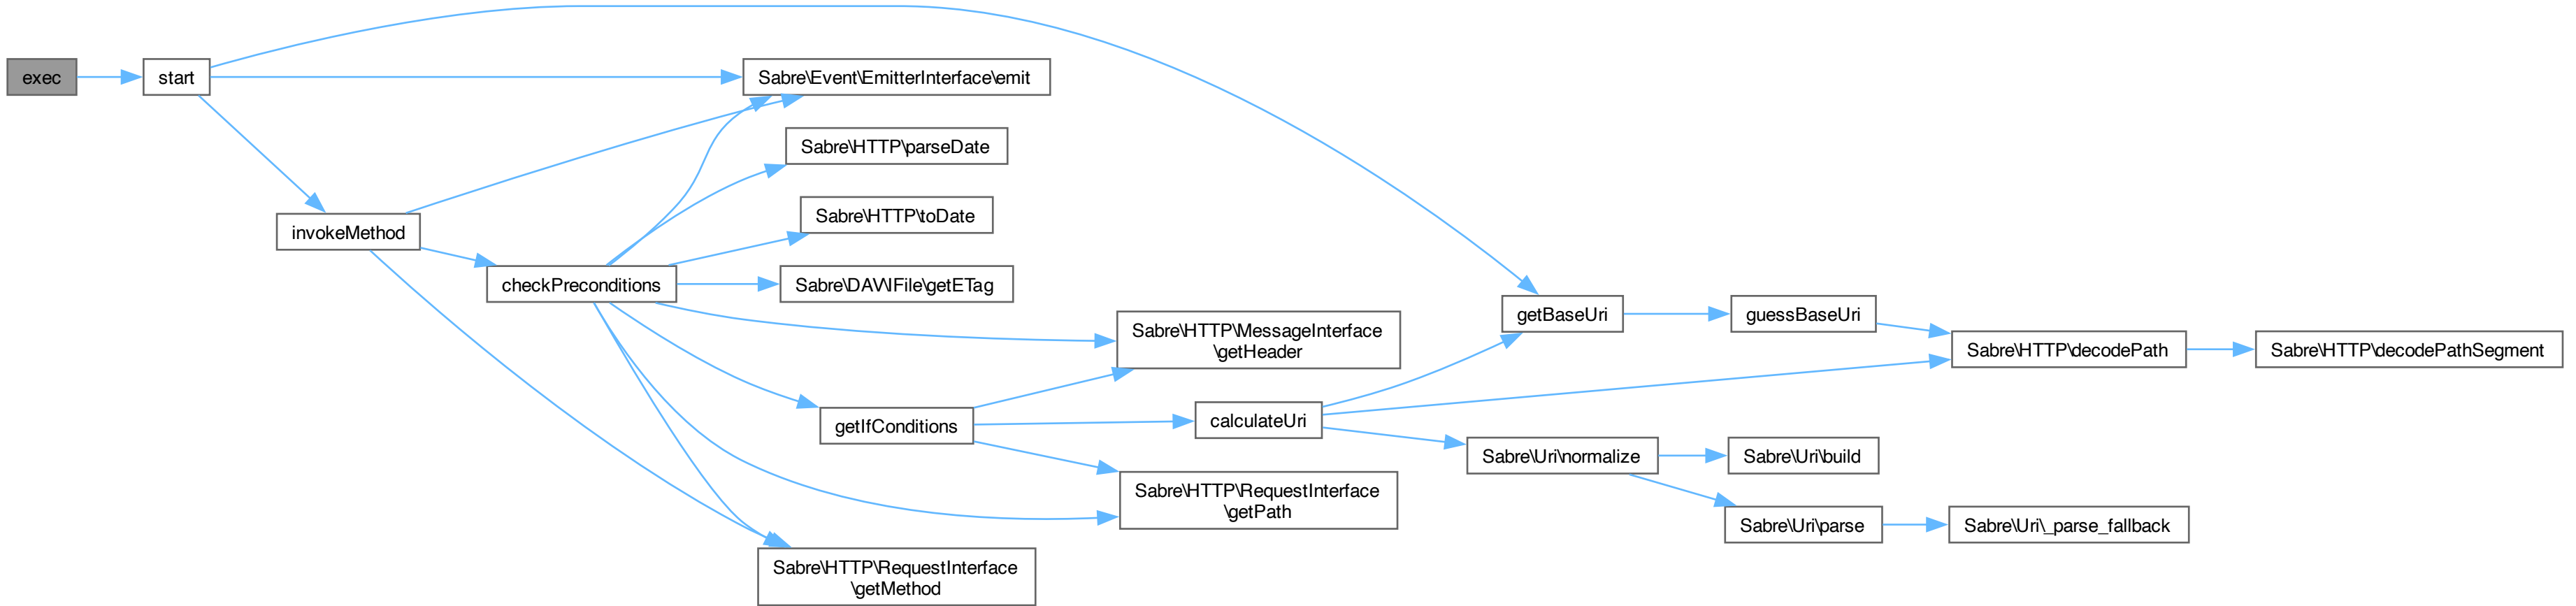 exec
start
Sabre\Event\EmitterInterface\emit
Sabre\HTTP\parseDate
Sabre\HTTP\toDate
invokeMethod
checkPreconditions
Sabre\DAV\IFile\getETag
getBaseUri
guessBaseUri
Sabre\HTTP\MessageInterface
\getHeader
Sabre\HTTP\decodePath
Sabre\HTTP\decodePathSegment
getIfConditions
calculateUri
Sabre\Uri\normalize
Sabre\Uri\build
Sabre\HTTP\RequestInterface
\getPath
Sabre\Uri\parse
Sabre\Uri\_parse_fallback
Sabre\HTTP\RequestInterface
\getMethod